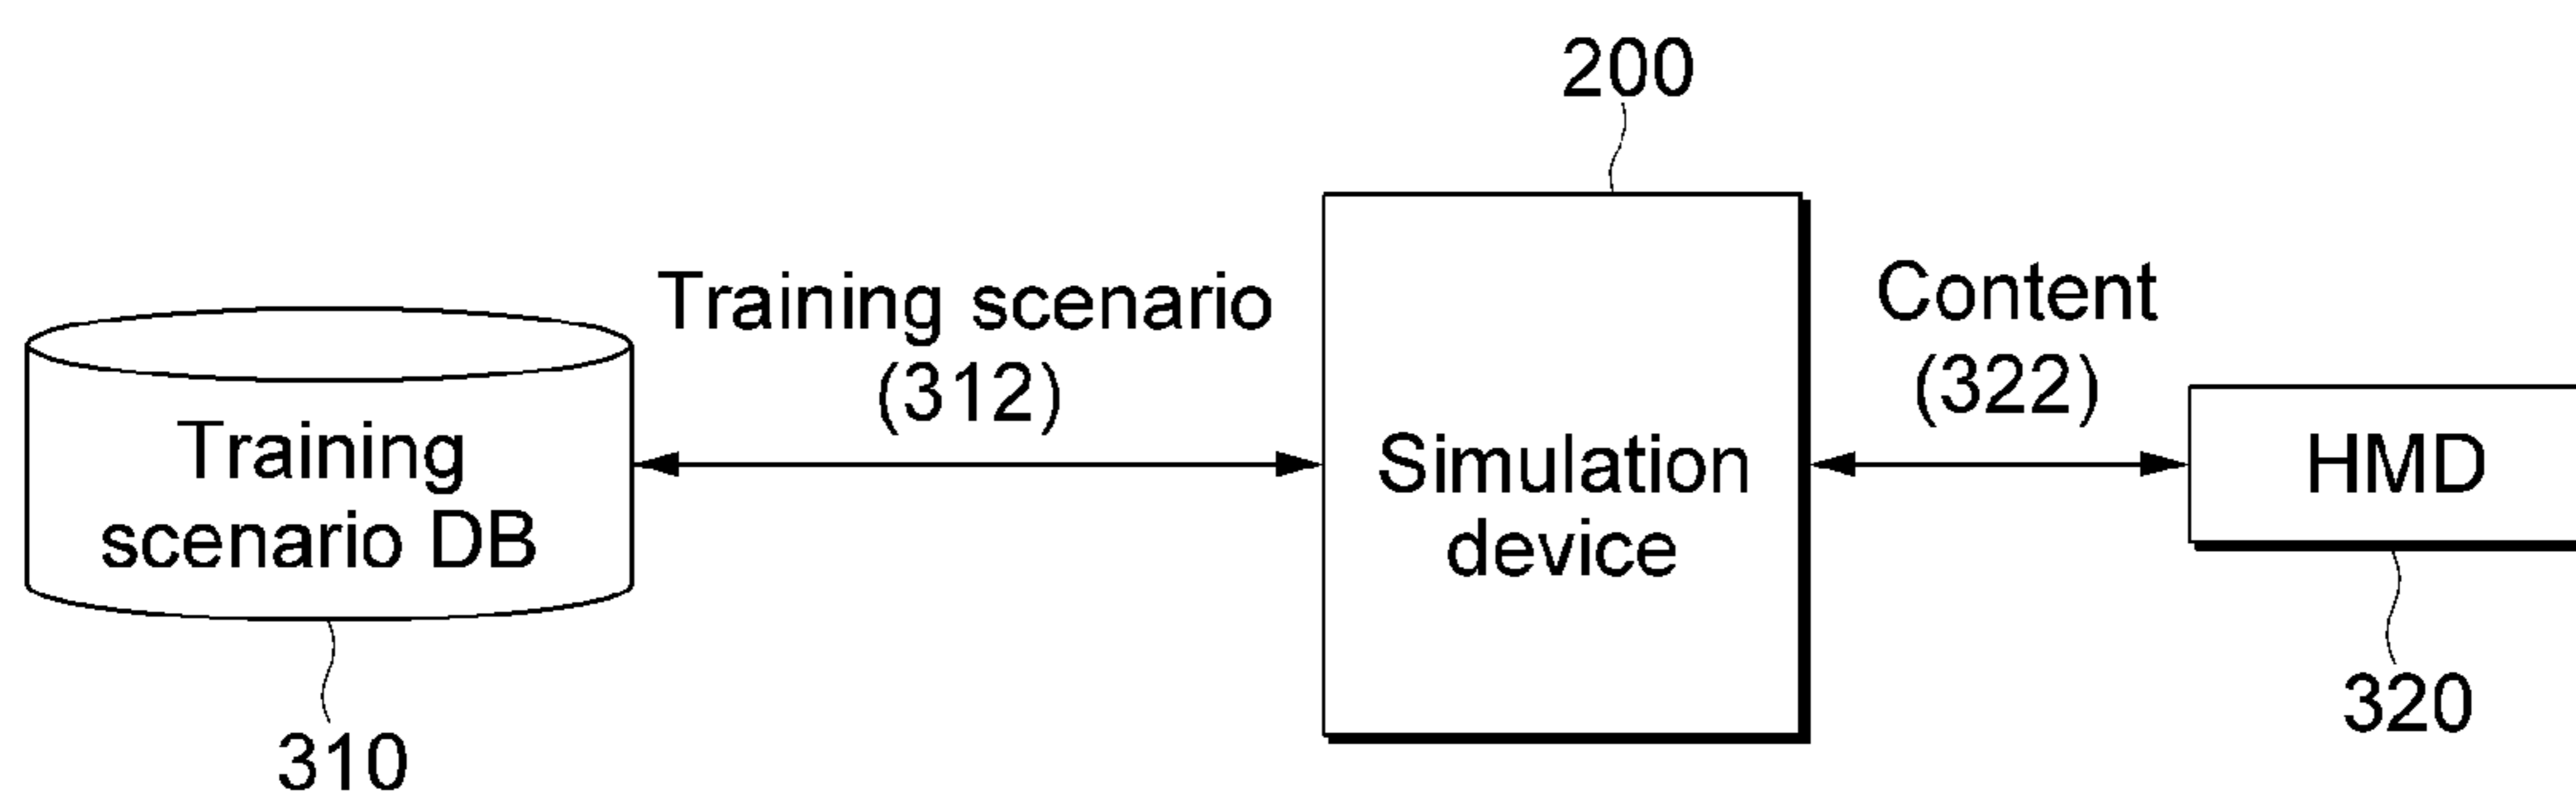 200
Training scenario
(312)
Content
(322)
Training
scenario DB
Simulation
device
HMD
310
320